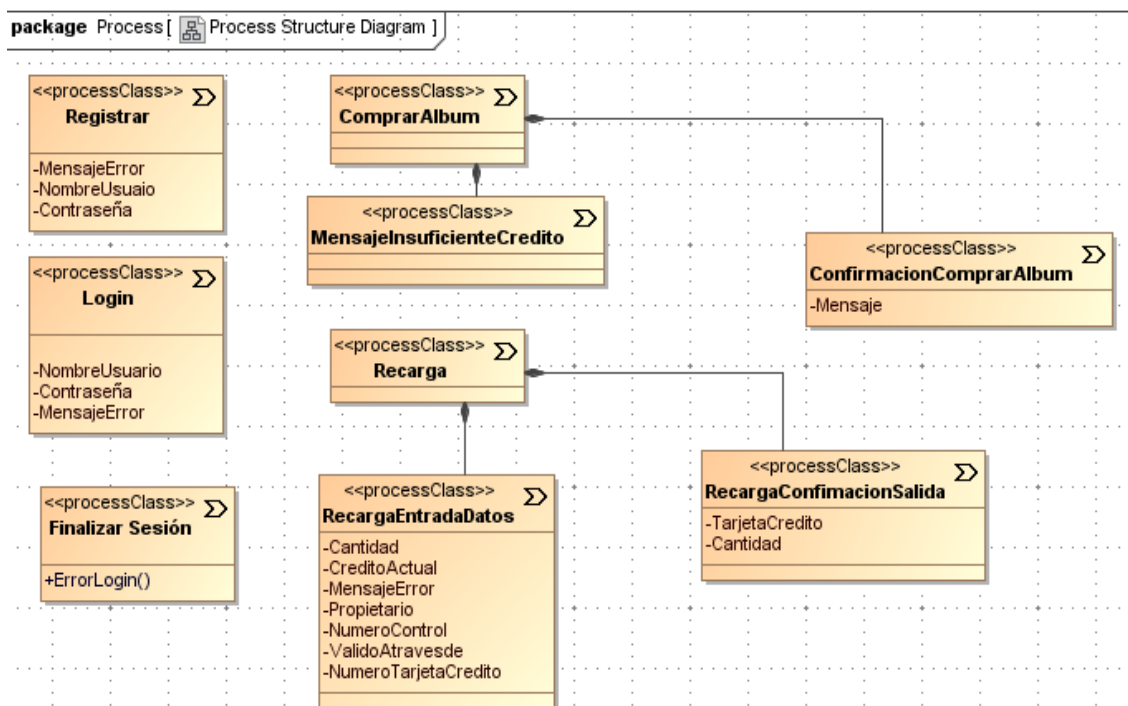 package Process [ Process Structure Diagram ]
<<processClass>>
Registrar
-MensajeError
-NombreUsuaio
-Contraseña
<<processClass>>
Login
-NombreUsuario
-Contraseña
-MensajeError
<<processClass>>
Finalizar Sesión
+ErrorLogin()
<<processClass>>
ComprarAlbum
<<processClass>>
MensajeInsuficienteCredito
<<processClass>>
ConfirmacionComprarAlbum
-Mensaje
<<processClass>>
Recarga
<<processClass>>
RecargaEntradaDatos
-Cantidad
-CreditoActual
-MensajeError
-Propietario
-NumeroControl
-ValidoAtravesde
-NumeroTarjetaCredito
<<processClass>>
RecargaConfimacionSalida
-TarjetaCredito
-Cantidad